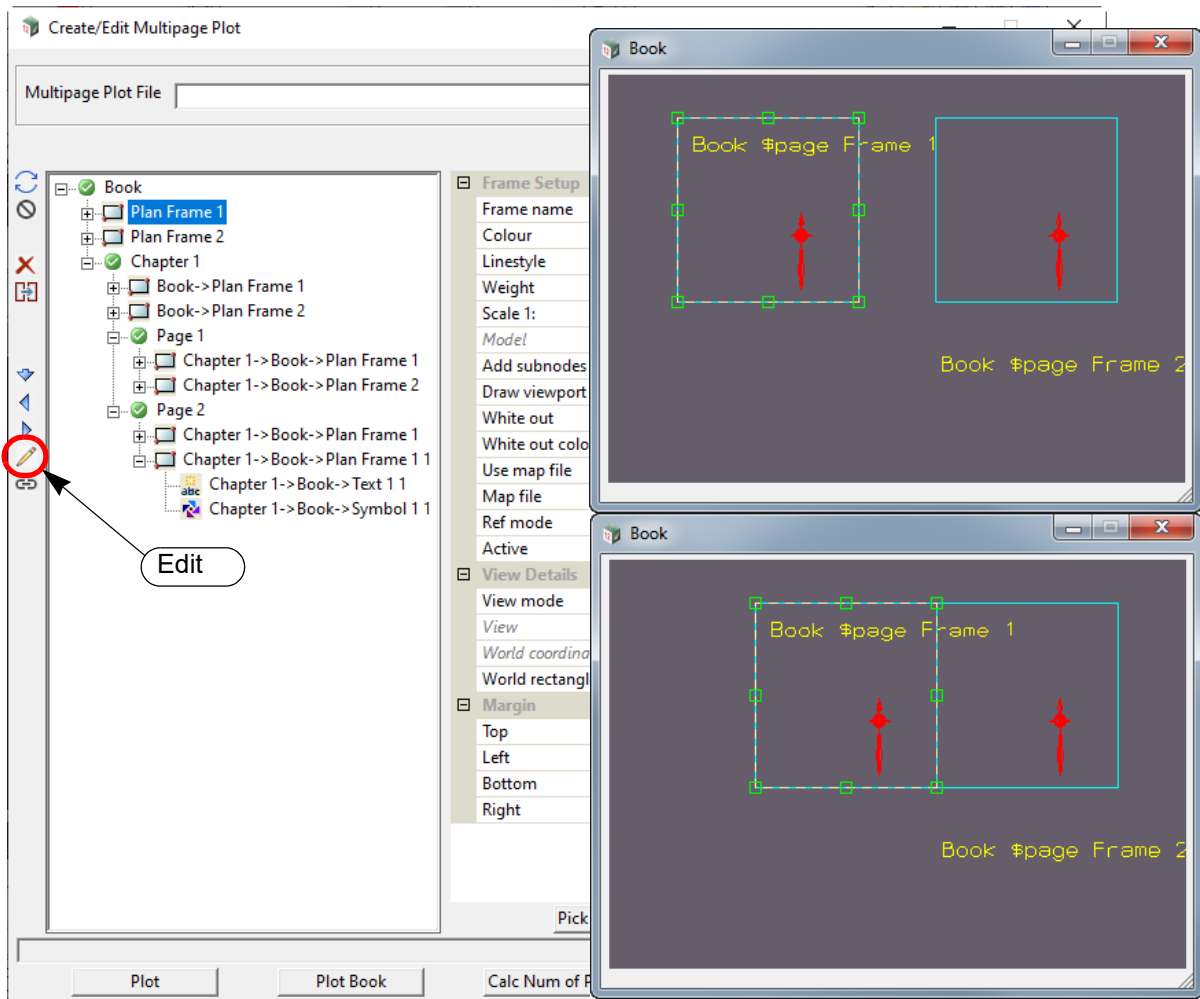 Create/Edit Multipage Plot
Multipage Plot File
Book
Plan Frame 1
Plan Frame 2
Chapter 1
Book->Plan Frame 1
Book->Plan Frame 2
Page 1
Chapter 1->Book->Plan Frame 1
Chapter 1->Book->Plan Frame 2
Page 2
Chapter 1->Book->Plan Frame 1
Chapter 1->Book->Plan Frame 1 1
abc Chapter 1->Book->Text 1 1
Chapter 1->Book->Symbol 1 1
Edit
Frame Setup
Frame name
Colour
Linestyle
Weight
Scale 1:
Model
Add subnodes
Draw viewport
White out
White out colo
Use map file
Map file
Ref mode
Active
View Details
View mode
View
World coordina
World rectangl
Margin
Top
Left
Bottom
Right
Pick
Plot
Plot Book
Calc Num of P
Book
Book $page Frame 1
Book $page Frame 2
Book
Book $page Frame 1
Book $page Frame 2